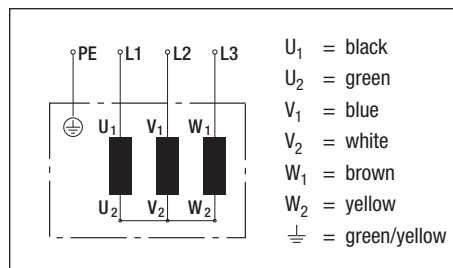 PE L1 L2 L3
U1 V1 W1
U2 V2 W2
U1 = black
U2 = green
V1 = blue
V2 = white
W1 = brown
W2 = yellow
⏚ = green/yellow